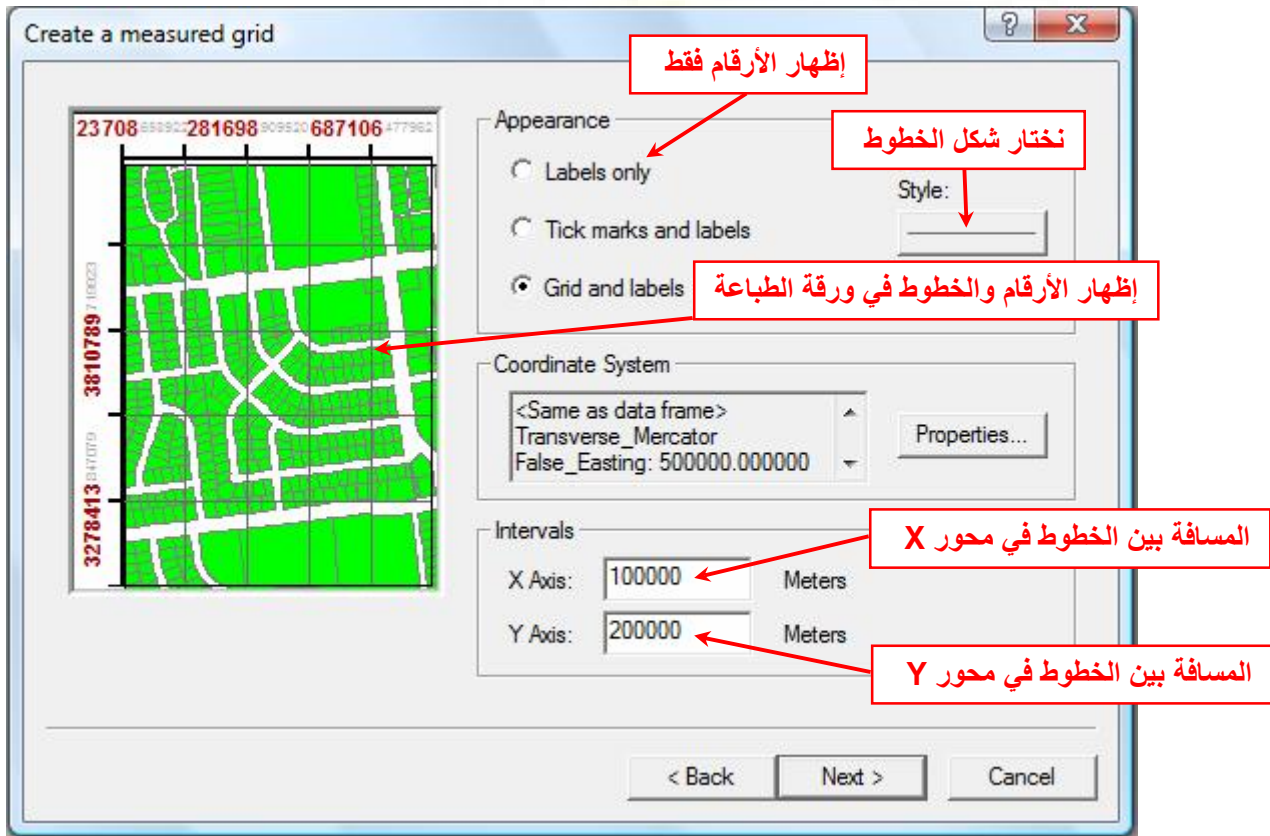 Create a measured grid
إظهار الأرقام فقط
23708 281698 687106
Appearance
نختار شكل الخطوط
Labels only
Style:
Tick marks and labels
Grid and labels
إظهار الأرقام والخطوط في ورقة الطباعة
3810789
3278413
Coordinate System
<Same as data frame>
Transverse_Mercator
False_Easting: 500000.000000
Properties...
Intervals
المسافة بين الخطوط في محور X
X Axis: 100000 Meters
Y Axis: 200000 Meters
المسافة بين الخطوط في محور Y
< Back Next > Cancel